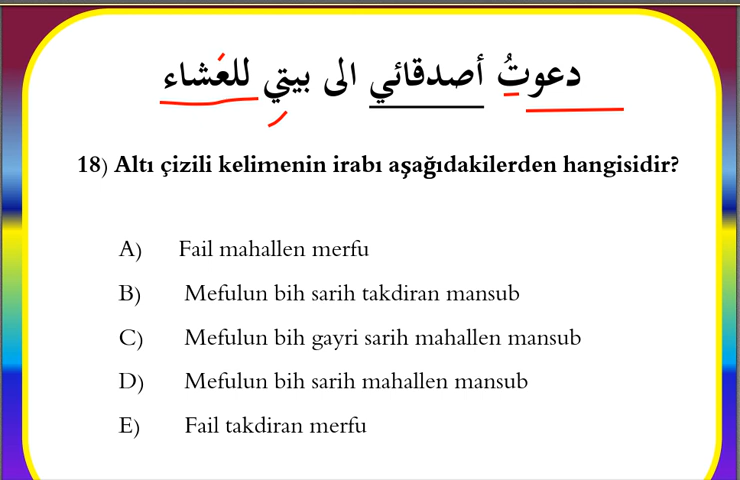 دعوتُ أصدقائي الى بيتي للعَشاء
18) Altı çizili kelimenin irabı aşağıdakilerden hangisidir?
A) Fail mahallen merfu
B) Mefulun bih sarih takdiran mansub
C) Mefulun bih gayri sarih mahallen mansub
D) Mefulun bih sarih mahallen mansub
E) Fail takdiran merfu